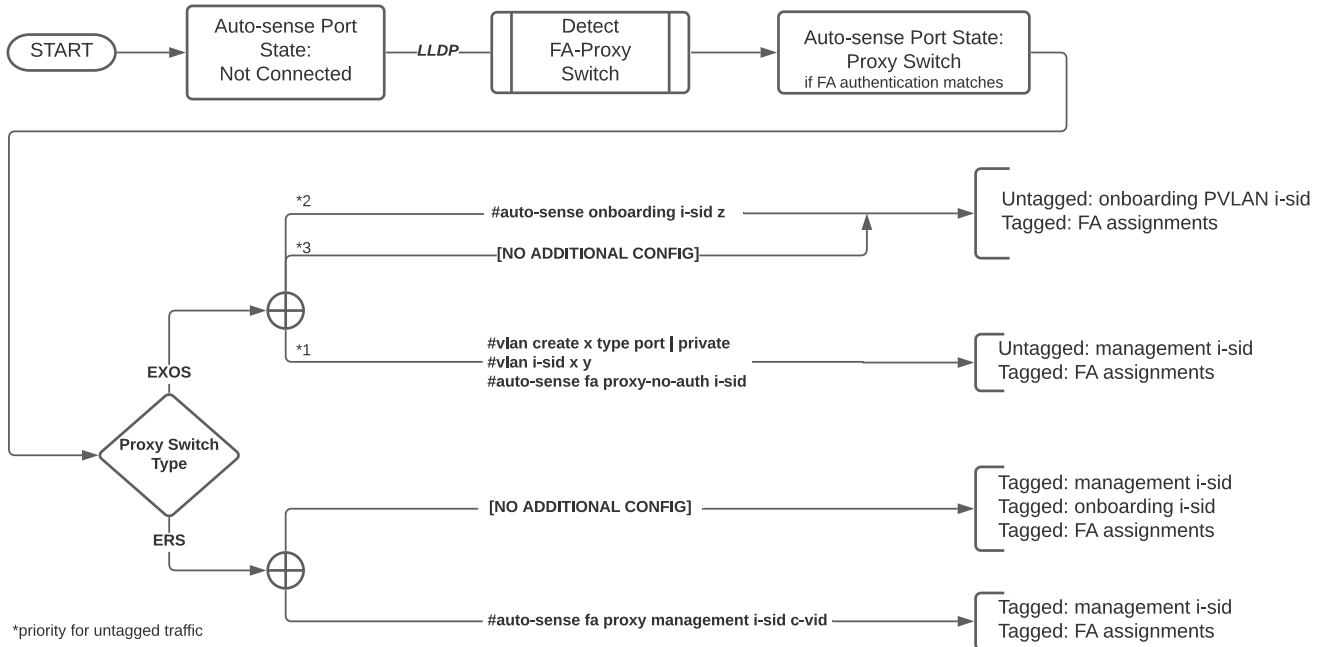 START
Auto-sense Port
State:
Not Connected
LLDP
Detect
FA-Proxy
Switch
Auto-sense Port State:
Proxy Switch
if FA authentication matches
*2
#auto-sense onboarding i-sid z
Untagged: onboarding PVLAN i-sid
Tagged: FA assignments
*3
[NO ADDITIONAL CONFIG]
*1
#vlan create x type port | private
#vlan i-sid x y
#auto-sense fa proxy-no-auth i-sid
Untagged: management i-sid
Tagged: FA assignments
EXOS
Proxy Switch
Type
ERS
[NO ADDITIONAL CONFIG]
Tagged: management i-sid
Tagged: onboarding i-sid
Tagged: FA assignments
#auto-sense fa proxy management i-sid c-vid
Tagged: management i-sid
Tagged: FA assignments
*priority for untagged traffic